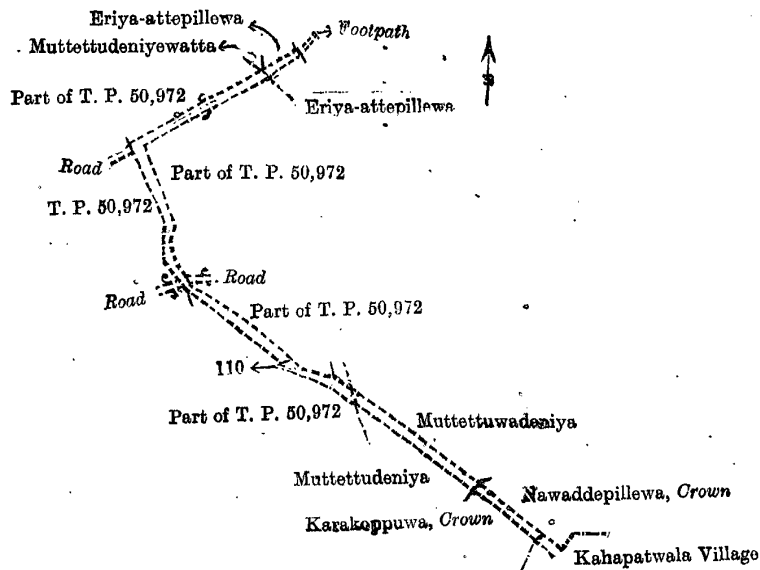 Eriya-attepillewa
Footpath
Muttettudeniyewatta
Part of T. P. 50,972
Eriya-attepillewa
Road
Part of T. P. 50,972
T. P. 50,972
Road
Road
Part of T. P. 50,972
110
Part of T. P. 50,972
Muttettuwadeniya
Muttettudeniya
Nawaddepillewa, Crown
Karakoppuwa, Crown
Kahapatwala Village